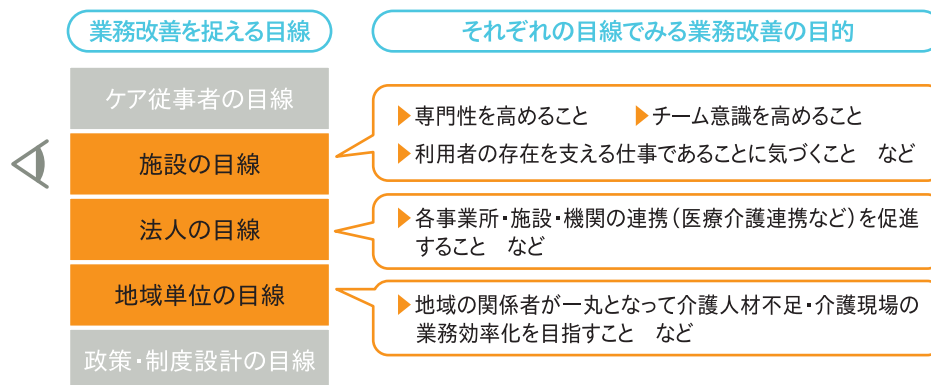 業務改善を捉える目線
それぞれの目線でみる業務改善の目的
ケア従事者の目線
施設の目線
▶専門性を高めること ▶チーム意識を高めること
▶利用者の存在を支える仕事であることに気づくこと など
法人の目線
▶各事業所・施設・機関の連携(医療介護連携など)を促進
すること など
地域単位の目線
▶地域の関係者が一丸となって介護人材不足・介護現場の
業務効率化を目指すこと など
政策・制度設計の目線